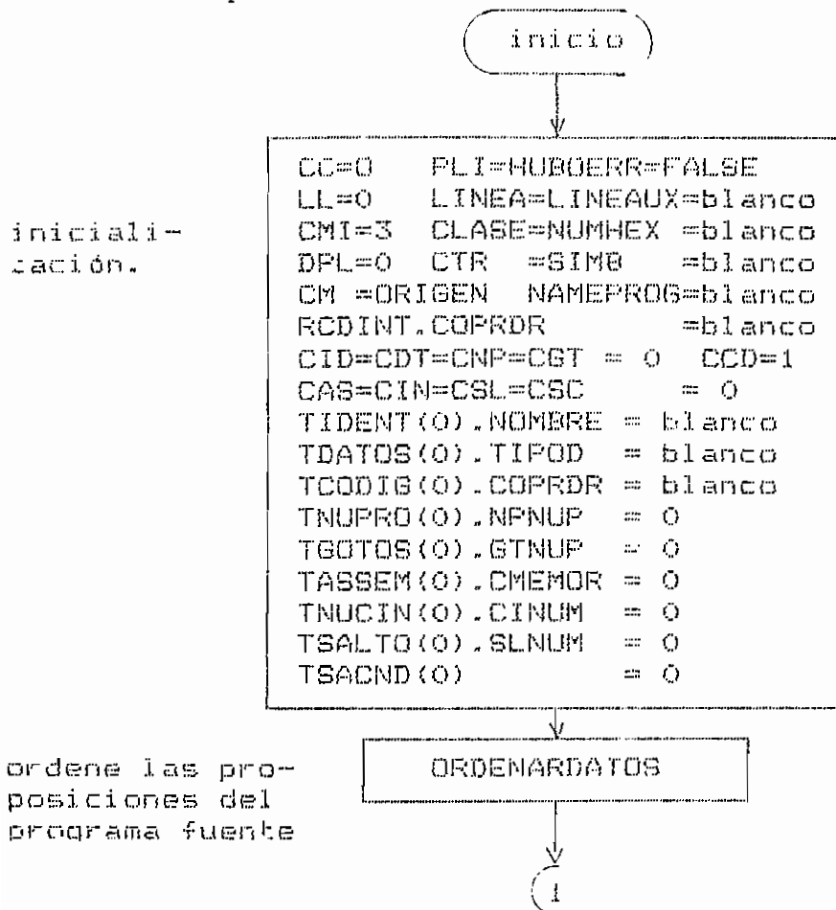 inicio
CC=0 PLI=HUBOERR=FALSE
LL=0 LINEA=LINEAUX=blanco
iniciali-
zación.
CMI=3 CLASE=NUMHEX =blanco
DPL=0 CTR =SIMB =blanco
CM =ORIGEN NAMEPROG=blanco
RCDINT.COPRDR =blanco
CID=CDT=CNP=CGT = 0 CCD=1
CAS=CIN=CSL=CSC = 0
TIDENT(0).NOMBRE = blanco
TDATOS(0).TIPOD = blanco
TCODIG(0).COPRDR = blanco
TNUPRO(0).NPNUP = 0
TGOTOS(0).GTNUP = 0
TASSEM(0).CMEMOR = 0
TNUCIN(0).CINUM = 0
TSALTO(0).SLNUM = 0
TSACND(0) = 0
ordene las pro-
posiciones del
programa fuente
ORDENARDATOS
1